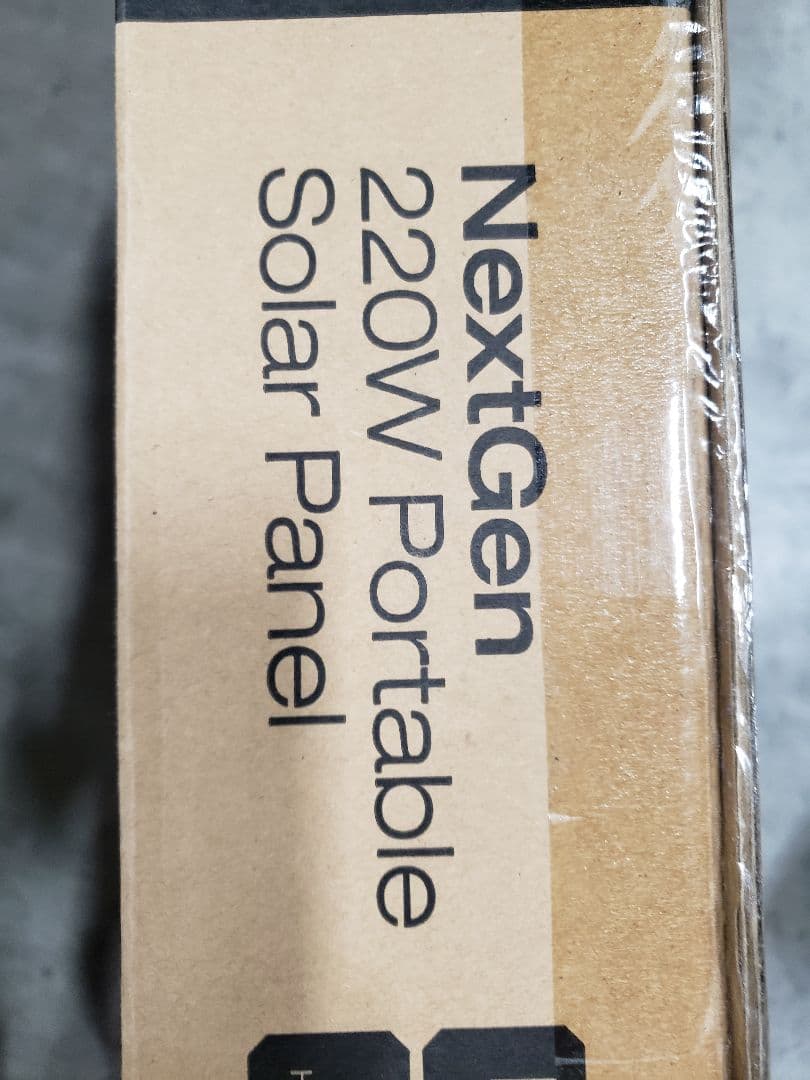 NextGen
220W Portable
Solar Panel